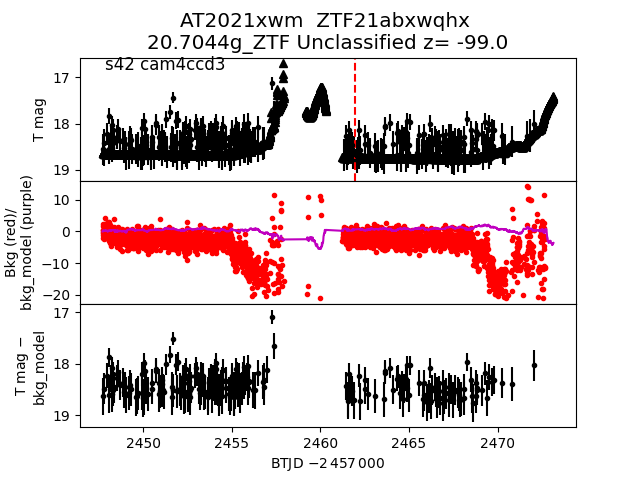 AT2021xwm  ZTF21abxwqhx
20.7044g_ZTF Unclassified z= -99.0
s42 cam4ccd3
T mag
17
18
19
Bkg (red)/
bkg_model (purple)
10
0
−10
−20
T mag −
bkg_model
17
18
19
2450 2455 2460 2465 2470
BTJD −2 457 000